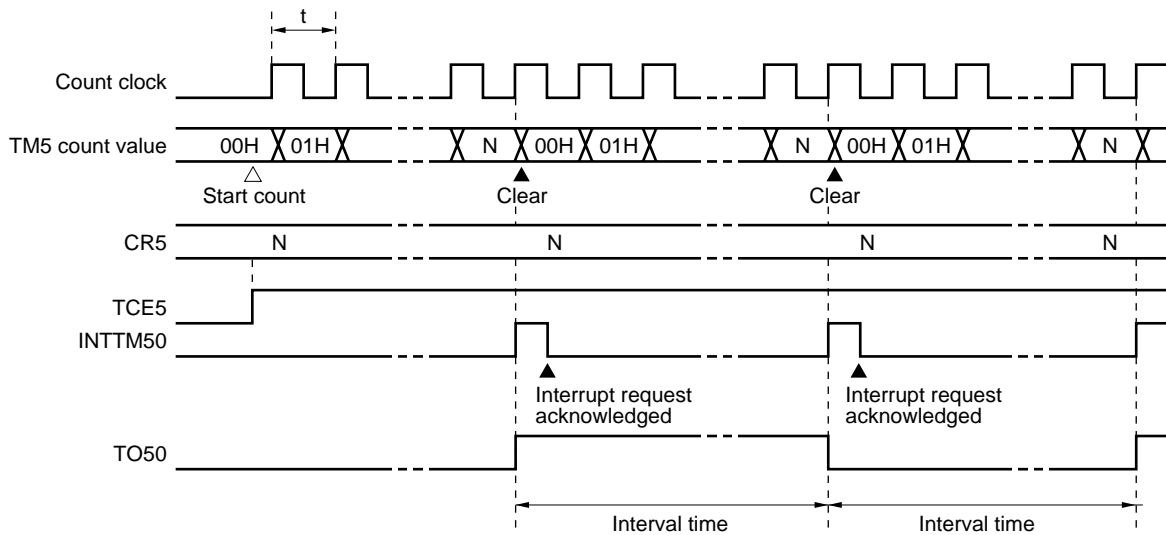 t
Count clock
TM5 count value 00H 01H N 00H 01H N 00H 01H N
Start count Clear Clear
CR5 N N N N
TCE5
INTTM50
Interrupt request acknowledged
Interrupt request acknowledged
TO50
Interval time Interval time